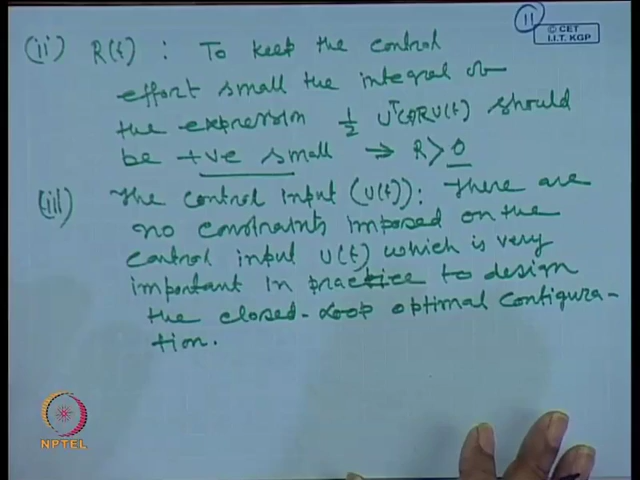 11
© CET
I.I.T. KGP
(ii) R(t) : To keep the control
effort small the integral or
the expression 1/2 Uᵀ(t)RU(t) should
be +ve small → R>0
(iii) The control input (U(t)): There are
no constraints imposed on the
control input U(t) which is very
important in practice to design
the closed-loop optimal configura-
tion.
NPTEL